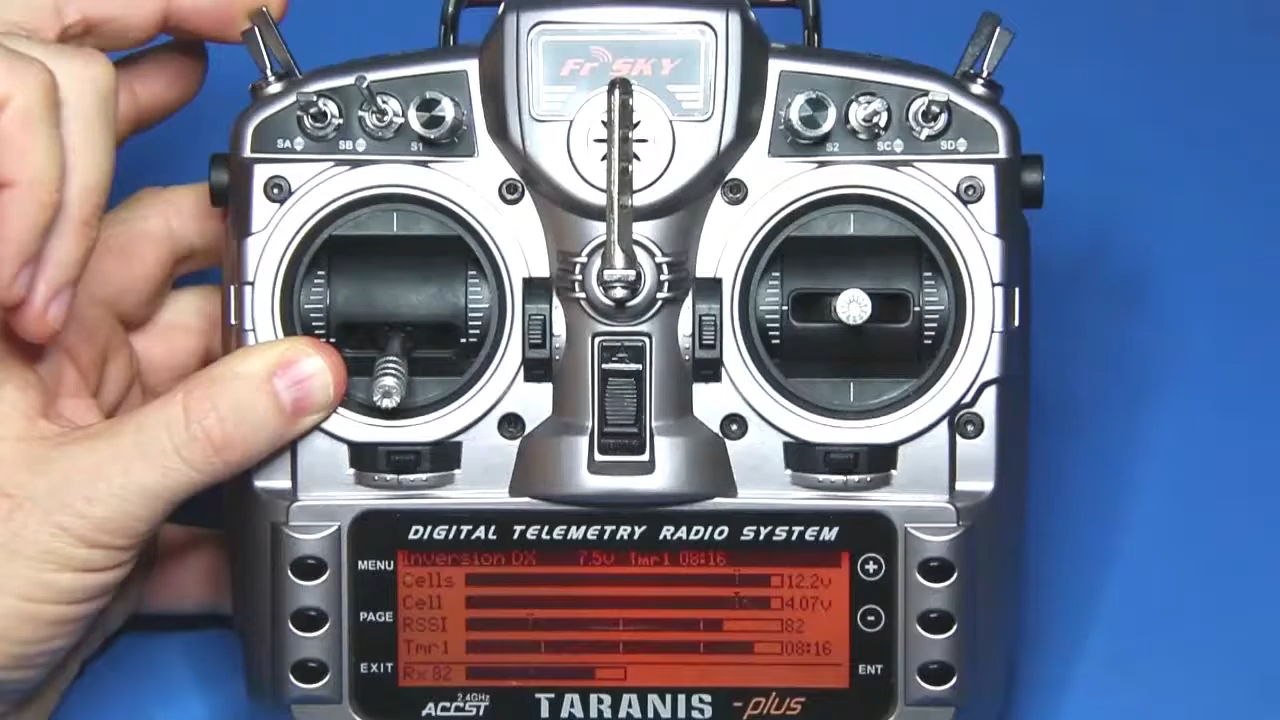 FrSKY
SA SB S1
S2 SC SD
DIGITAL TELEMETRY RADIO SYSTEM
MENU
PAGE
EXIT
Inversion DX 7.5v Tmr1 08:16
Cells 12.2v
Cell 4.07v
RSSI 82
Tmr1 08:16
Rx 82
+
-
ENT
2.4GHz
ACCST
TARANIS -plus